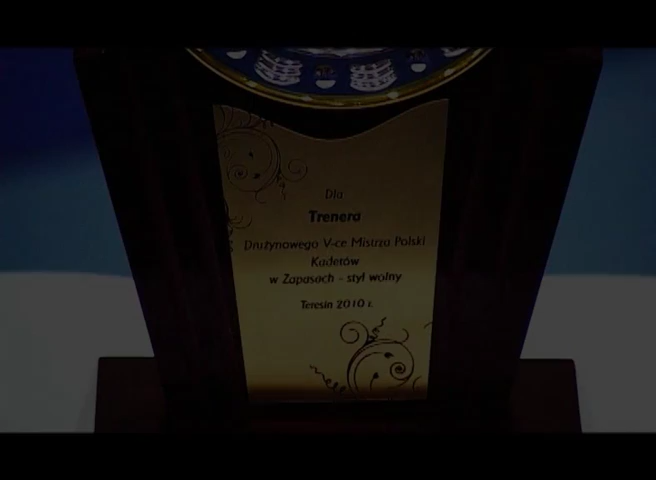 Dla
Trenera
Drużynowego V-ce Mistrza Polski
Kadetów
w Zapasach - styl wolny
Teresin 2010 r.